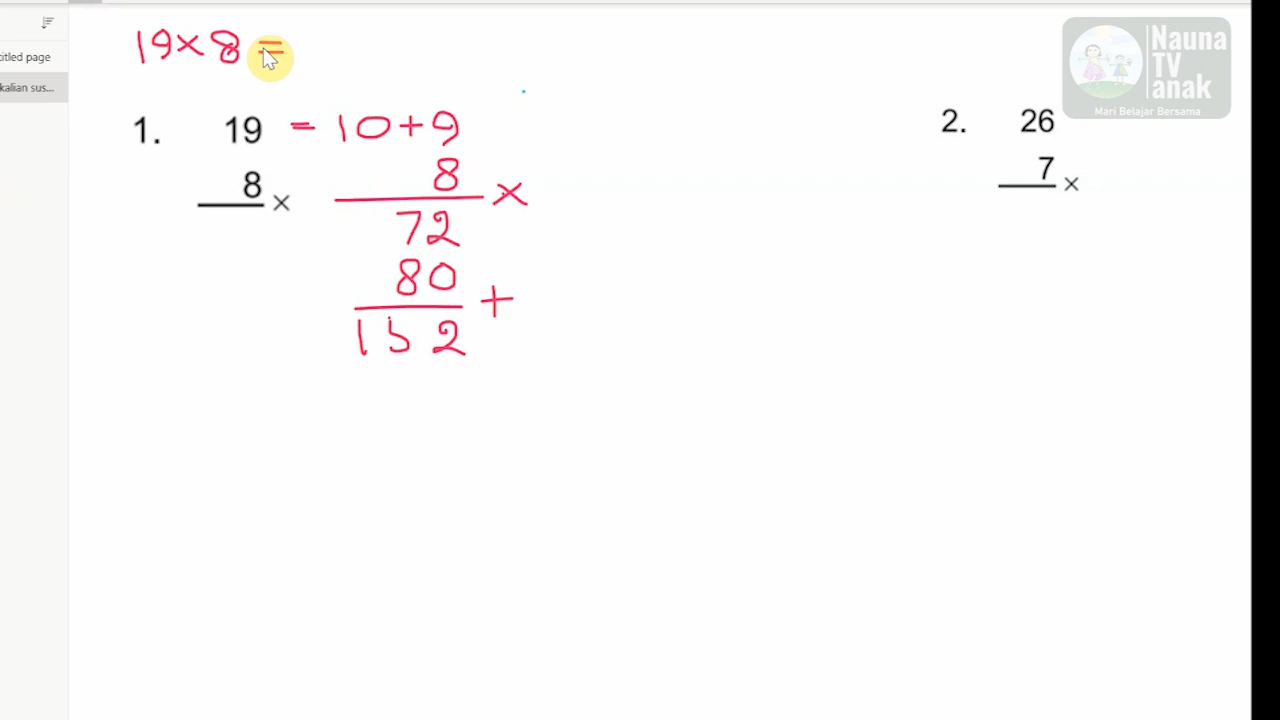 titled page
kalian sus...
19×8 =
1. 19 = 10+9
8 ×
8 ×
72
80 +
152
2. 26
7 ×
Nauna
TV
anak
Mari Belajar Bersama